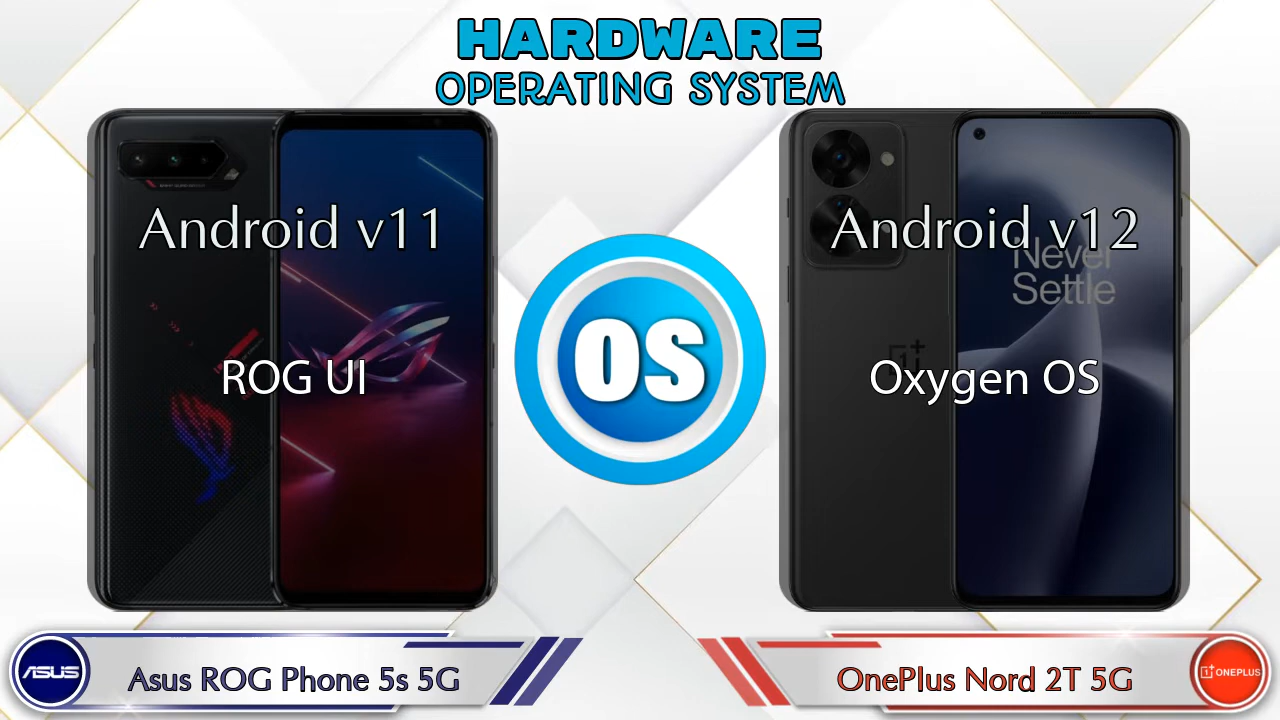 HARDWARE
OPERATING SYSTEM
Android v11
ROG UI
OS
Android v12
Never
Settle
Oxygen OS
ASUS
Asus ROG Phone 5s 5G
OnePlus Nord 2T 5G
1+ ONEPLUS